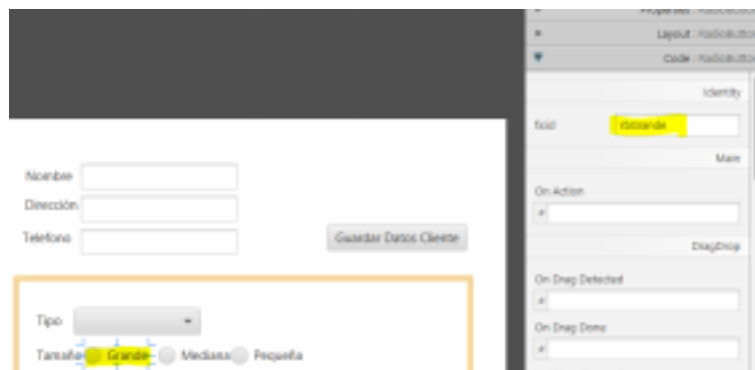 Layout : RadioButton
Code : RadioButton
Identity
fx:id rbGrande
Main
On Action
#
DragDrop
On Drag Detected
#
On Drag Done
#
Nombre
Dirección
Telefono
Guardar Datos Cliente
Tipo
Tamaño Grande Mediana Pequeña